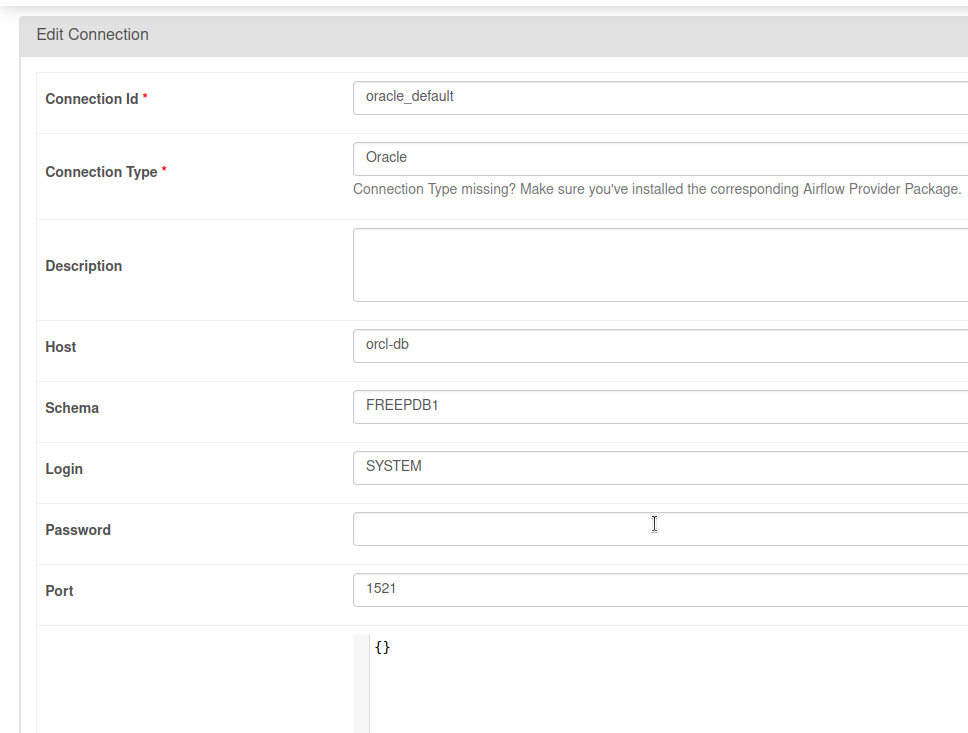 Edit Connection
Connection Id *
oracle_default
Connection Type *
Oracle
Connection Type missing? Make sure you've installed the corresponding Airflow Provider Package.
Description
Host
orcl-db
Schema
FREEPDB1
Login
SYSTEM
Password
Port
1521
{}